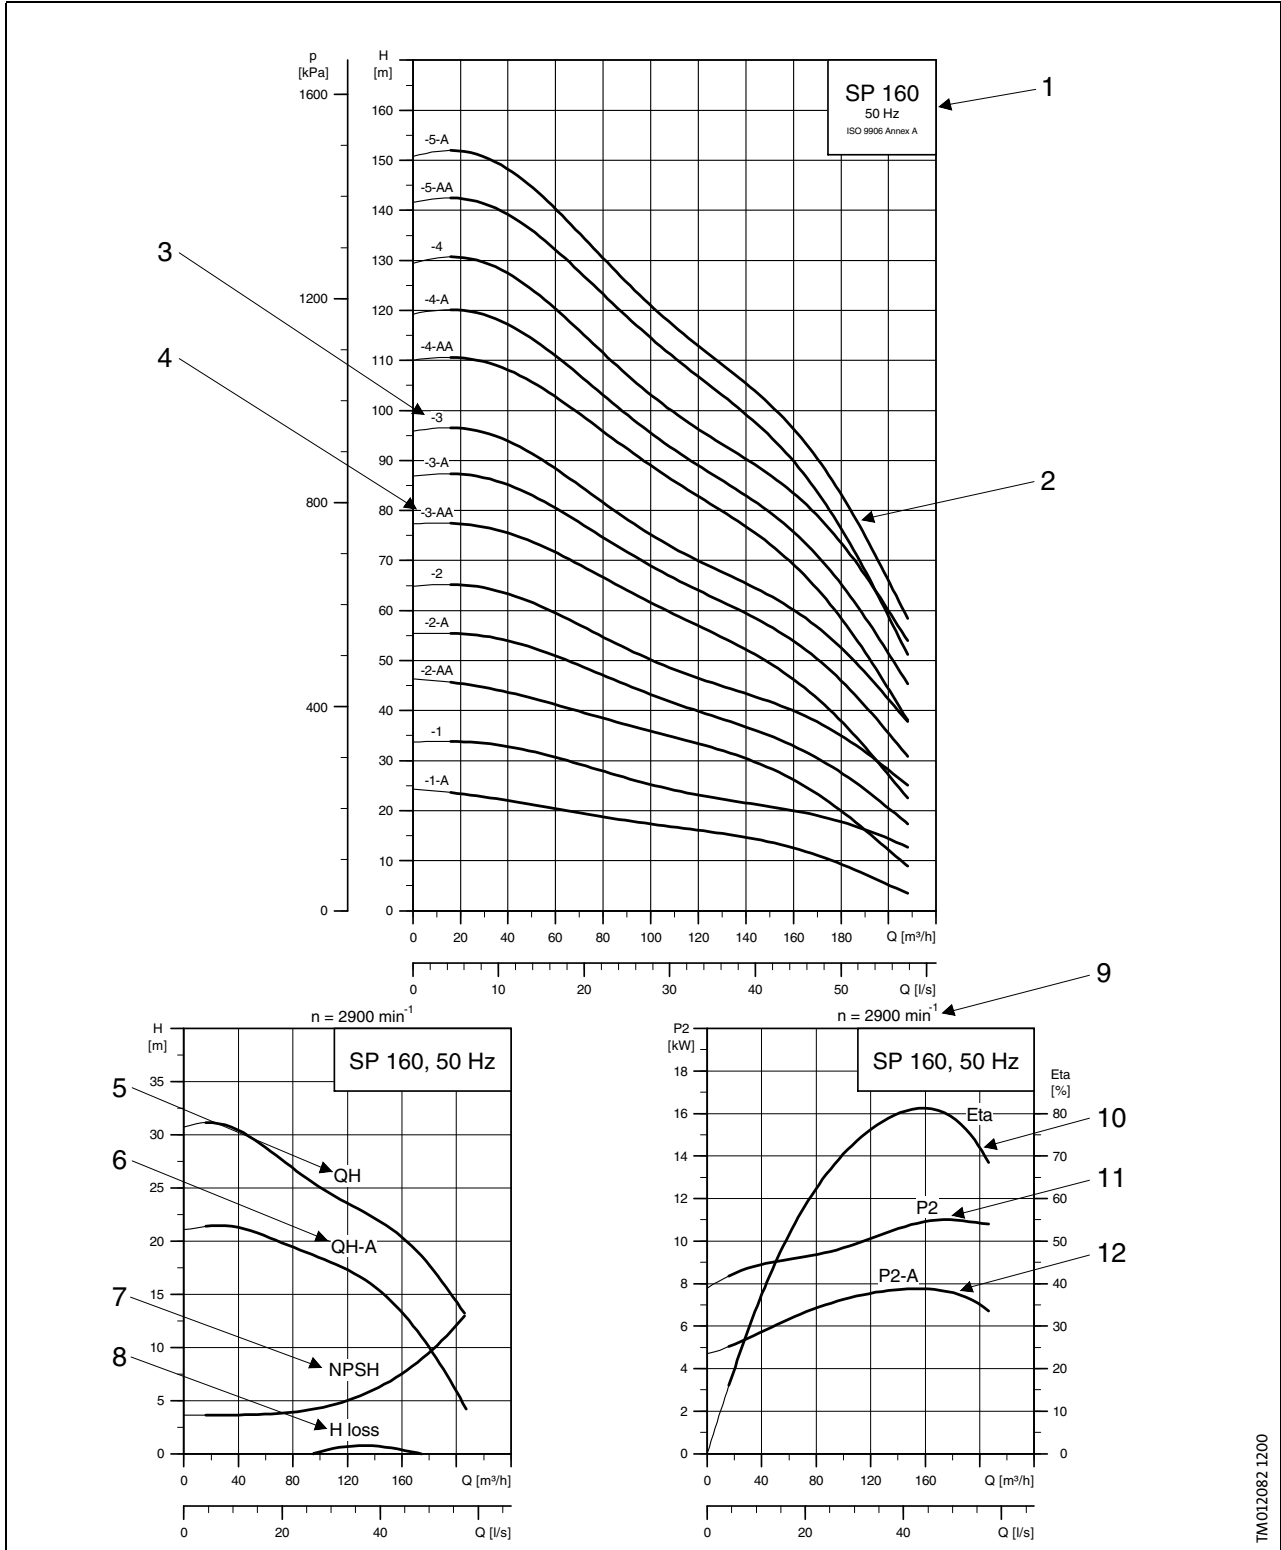 p
[kPa]
H
[m]
1600
1200
800
400
0
160
150
140
130
120
110
100
90
80
70
60
50
40
30
20
10
0
SP 160
50 Hz
ISO 9906 Annex A
1
2
3
4
-5-A
-5-AA
-4
-4-A
-4-AA
-3
-3-A
-3-AA
-2
-2-A
-2-AA
-1
-1-A
0 20 40 60 80 100 120 140 160 180 Q [m³/h]
0 10 20 30 40 50 Q [l/s]
n = 2900 min⁻¹
H
[m]
SP 160, 50 Hz
35
30
25
20
15
10
5
0
5
6
7
8
QH
QH-A
NPSH
H loss
0 40 80 120 160 Q [m³/h]
0 20 40 Q [l/s]
9
n = 2900 min⁻¹
P2
[kW]
SP 160, 50 Hz
Eta
[%]
18
16
14
12
10
8
6
4
2
0
80
70
60
50
40
30
20
10
0
Eta
P2
P2-A
10
11
12
0 40 80 120 160 Q [m³/h]
0 20 40 Q [l/s]
TM012082 1200